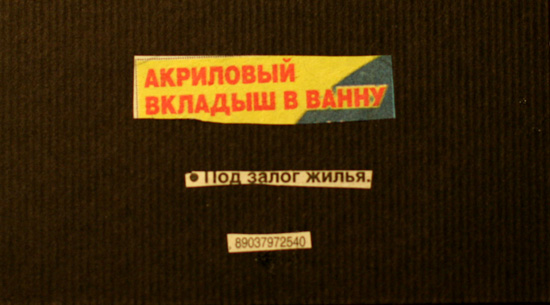 АКРИЛОВЫЙ
ВКЛАДЫШ В ВАННУ
• Под залог жилья.
89037972540